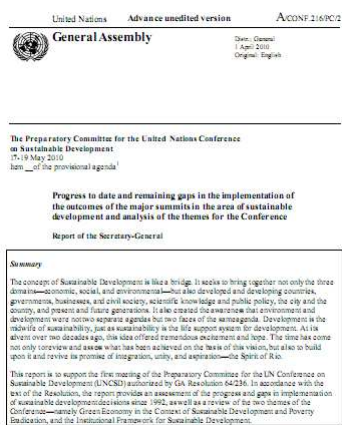 United Nations Advance unedited version A/CONF.216/PC/2
General Assembly
Distr.: General
1 April 2010
Original: English
The Preparatory Committee for the United Nations Conference
on Sustainable Development
17-19 May 2010
Item __of the provisional agenda1
Progress to date and remaining gaps in the implementation of
the outcomes of the major summits in the area of sustainable
development and analysis of the themes for the Conference
Report of the Secretary-General
Summary
The concept of Sustainable Development is like a bridge. It seeks to bring together not only the three
domains—economic, social, and environmental—but also developed and developing countries,
governments, businesses, and civil society, scientific knowledge and public policy, the city and the
country, and present and future generations. It also created the awareness that environment and
development were not two separate agendas but two faces of the same agenda. Development is the
midwife of sustainability, just as sustainability is the life support system for development. At its
advent over two decades ago, this idea offered tremendous excitement and hope. The time has come
not only to review and assess what has been achieved on the basis of this vision, but also to build
upon it and revive its promise of integration, unity, and aspiration—the Spirit of Rio.
This report is to support the first meeting of the Preparatory Committee for the UN Conference on
Sustainable Development (UNCSD) authorized by GA Resolution 64/236. In accordance with the
text of the Resolution, the report provides an assessment of the progress and gaps in implementation
of sustainable development decisions since 1992, as well as a review of the two themes of the
Conference—namely Green Economy in the Context of Sustainable Development and Poverty
Eradication, and the Institutional Framework for Sustainable Development.